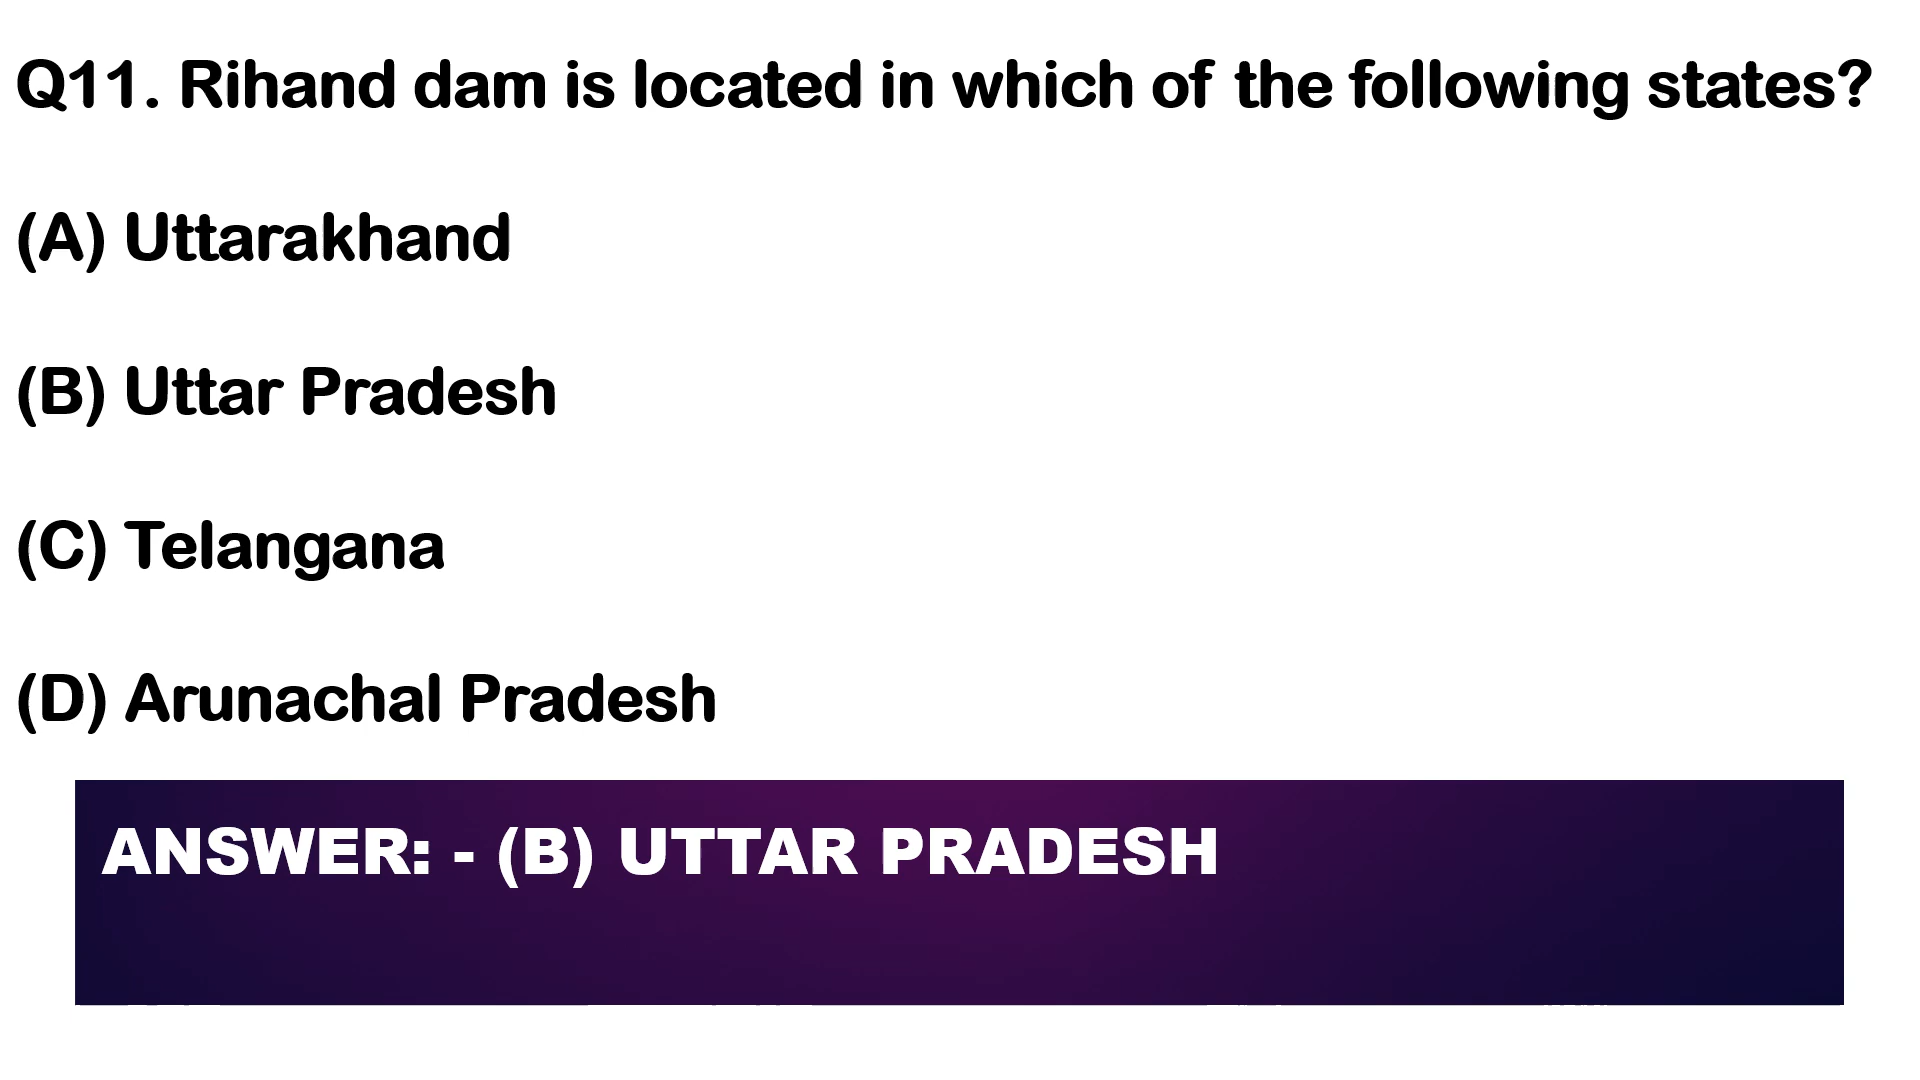 Q11. Rihand dam is located in which of the following states?
(A) Uttarakhand
(B) Uttar Pradesh
(C) Telangana
(D) Arunachal Pradesh
ANSWER: - (B) UTTAR PRADESH